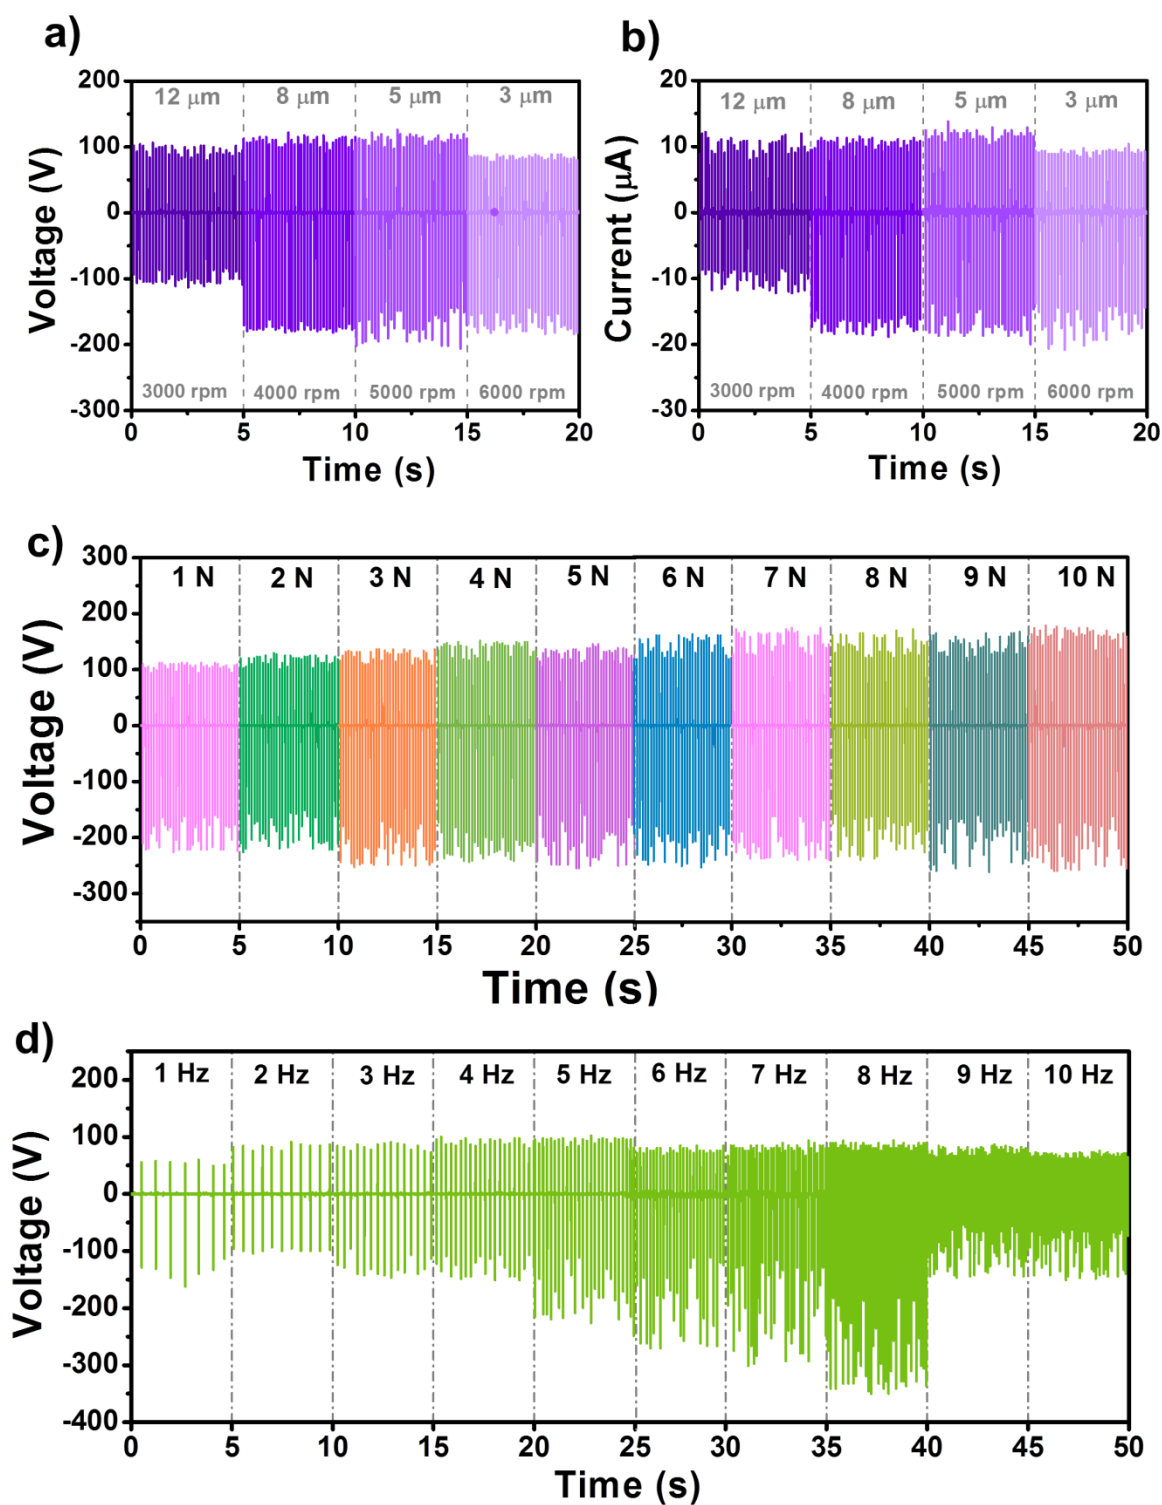 a)
200
100
0
-100
-200
-300
Voltage (V)
12 μm 8 μm 5 μm 3 μm
3000 rpm 4000 rpm 5000 rpm 6000 rpm
0 5 10 15 20
Time (s)
b)
20
10
0
-10
-20
-30
Current (μA)
12 μm 8 μm 5 μm 3 μm
3000 rpm 4000 rpm 5000 rpm 6000 rpm
0 5 10 15 20
Time (s)
c)
300
200
100
0
-100
-200
-300
Voltage (V)
1 N 2 N 3 N 4 N 5 N 6 N 7 N 8 N 9 N 10 N
0 5 10 15 20 25 30 35 40 45 50
Time (s)
d)
200
100
0
-100
-200
-300
-400
Voltage (V)
1 Hz 2 Hz 3 Hz 4 Hz 5 Hz 6 Hz 7 Hz 8 Hz 9 Hz 10 Hz
0 5 10 15 20 25 30 35 40 45 50
Time (s)